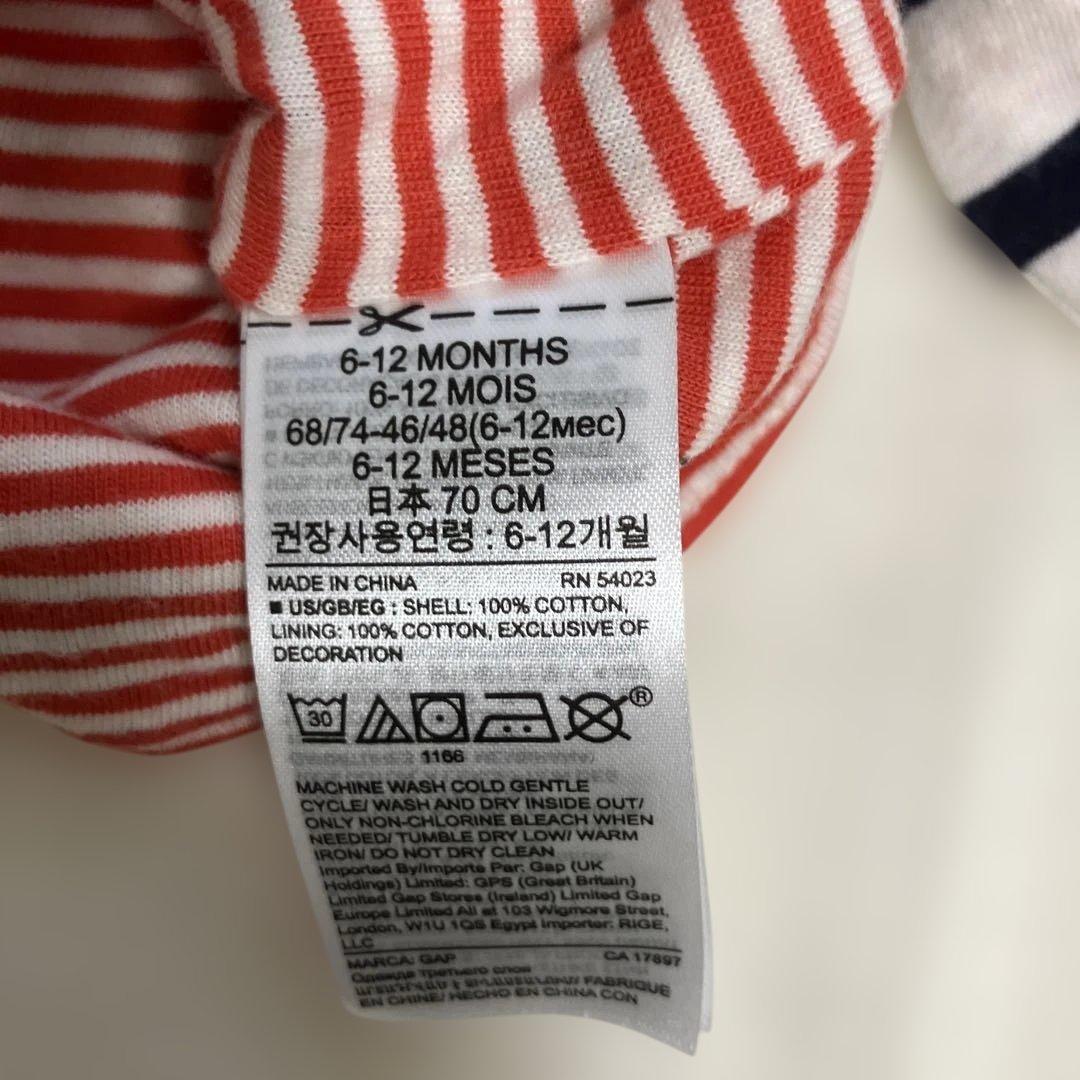 6-12 MONTHS
6-12 MOIS
68/74-46/48(6-12мес)
6-12 MESES
日本 70 CM
권장사용연령 : 6-12개월
MADE IN CHINA RN 54023
■ US/GB/EG : SHELL: 100% COTTON,
LINING: 100% COTTON, EXCLUSIVE OF
DECORATION
30 ®
1166
MACHINE WASH COLD GENTLE
CYCLE/ WASH AND DRY INSIDE OUT/
ONLY NON-CHLORINE BLEACH WHEN
NEEDED/ TUMBLE DRY LOW/ WARM
IRON/ DO NOT DRY CLEAN
Imported By/Importe Par: Gap (UK
Holdings) Limited: GPS (Great Britain)
Limited Gap Stores (Ireland) Limited Gap
Europe Limited All at 103 Wigmore Street,
London, W1U 1QS Egypt Importer: RIGE,
LLC
MARCA: GAP CA 17897
Одежда третьего слоя
FABRIQUE
EN CHINE/ HECHO EN CHINA CON